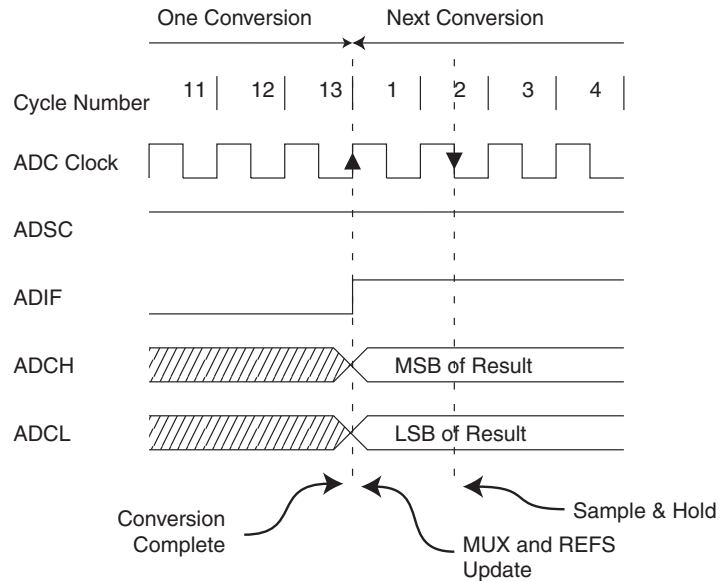 One Conversion Next Conversion
Cycle Number 11 12 13 1 2 3 4
ADC Clock
ADSC
ADIF
ADCH MSB of Result
ADCL LSB of Result
Conversion
Complete
MUX and REFS
Update
Sample & Hold